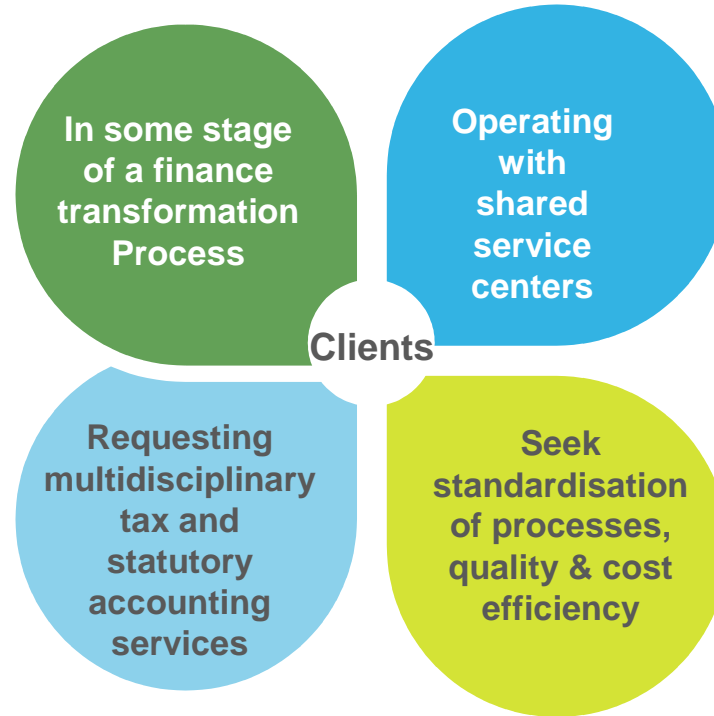 In some stage
of a finance
transformation
Process
Operating
with
shared
service
centers
Clients
Requesting
multidisciplinary
tax and
statutory
accounting
services
Seek
standardisation
of processes,
quality & cost
efficiency